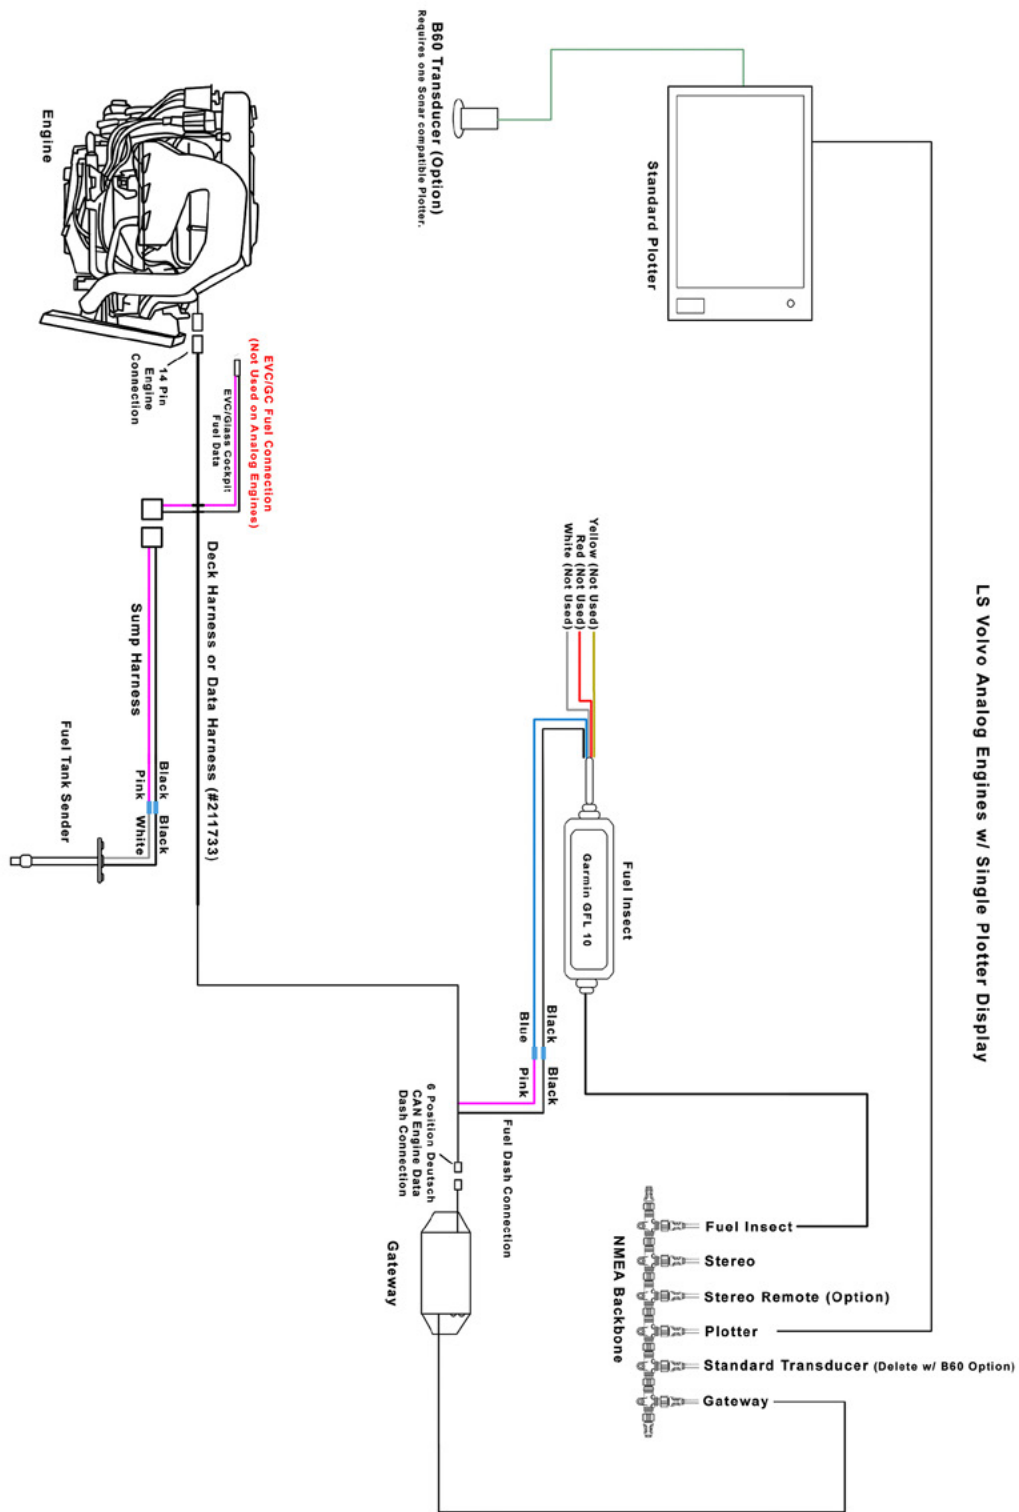 LS Volvo Analog Engines w/ Single Plotter Display
Standard Plotter
B60 Transducer (Option)
Requires one Sonar compatible Plotter.
Engine
14 Pin
Engine
Connection
EVC/GC Fuel Connection
(Not Used on Analog Engines)
EVC/Glass Cockpit
Fuel Data
Deck Harness or Data Harness (#211733)
Sump Harness
Black
Pink
Black
White
Fuel Tank Sender
Yellow (Not Used)
Red (Not Used)
White (Not Used)
Fuel Insect
Garmin GFL 10
Black
Blue
Black
Pink
Fuel Dash Connection
6 Position Deutsch
CAN Engine Data
Dash Connection
Gateway
NMEA Backbone
Fuel Insect
Stereo
Stereo Remote (Option)
Plotter
Standard Transducer (Delete w/ B60 Option)
Gateway